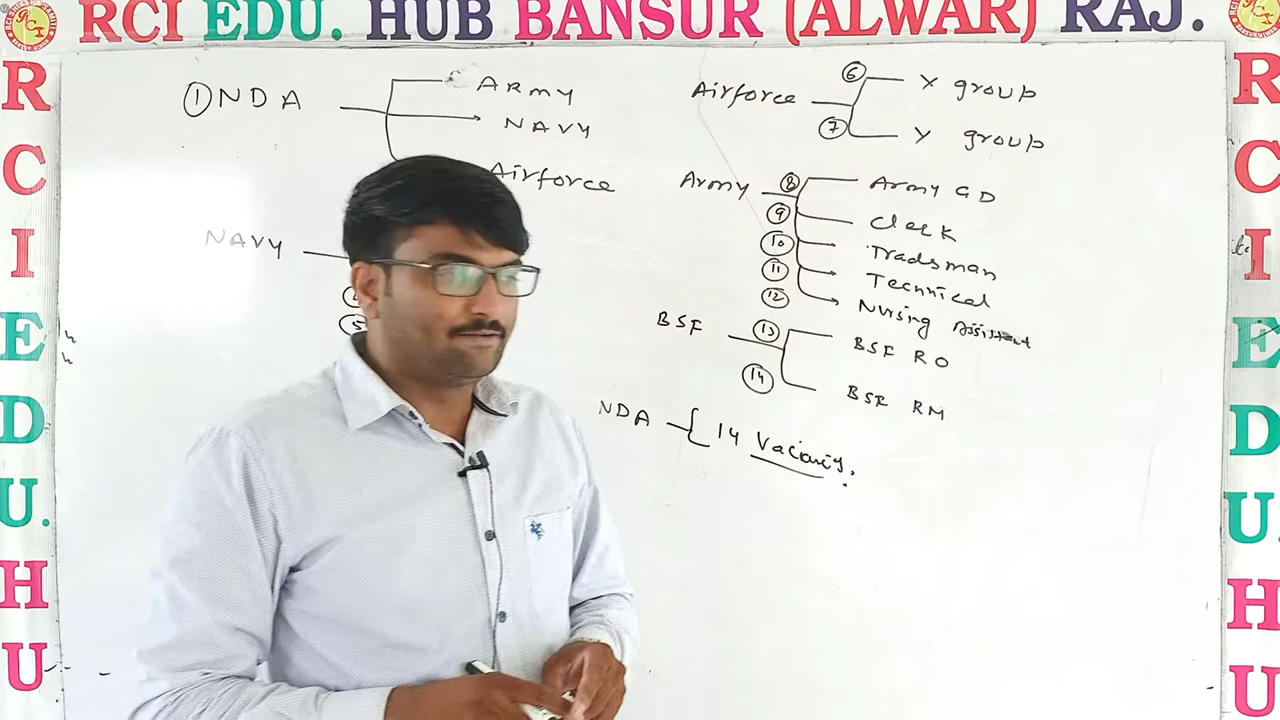 RCI EDU. HUB BANSUR (ALWAR) RAJ.
R
C
I
E
D
U.
H
U
① NDA
ARMY
NAVY
Airforce
NAVY
5
Airforce
6 X group
7 Y group
Army
8 Army GD
9 Clerk
10 Tradsman
11 Technical
12 Nursing Assistent
BSF
13 BSF RO
14 BSF RM
NDA { 14 Vacancy.
R
C
I
E
D
U.
H
U